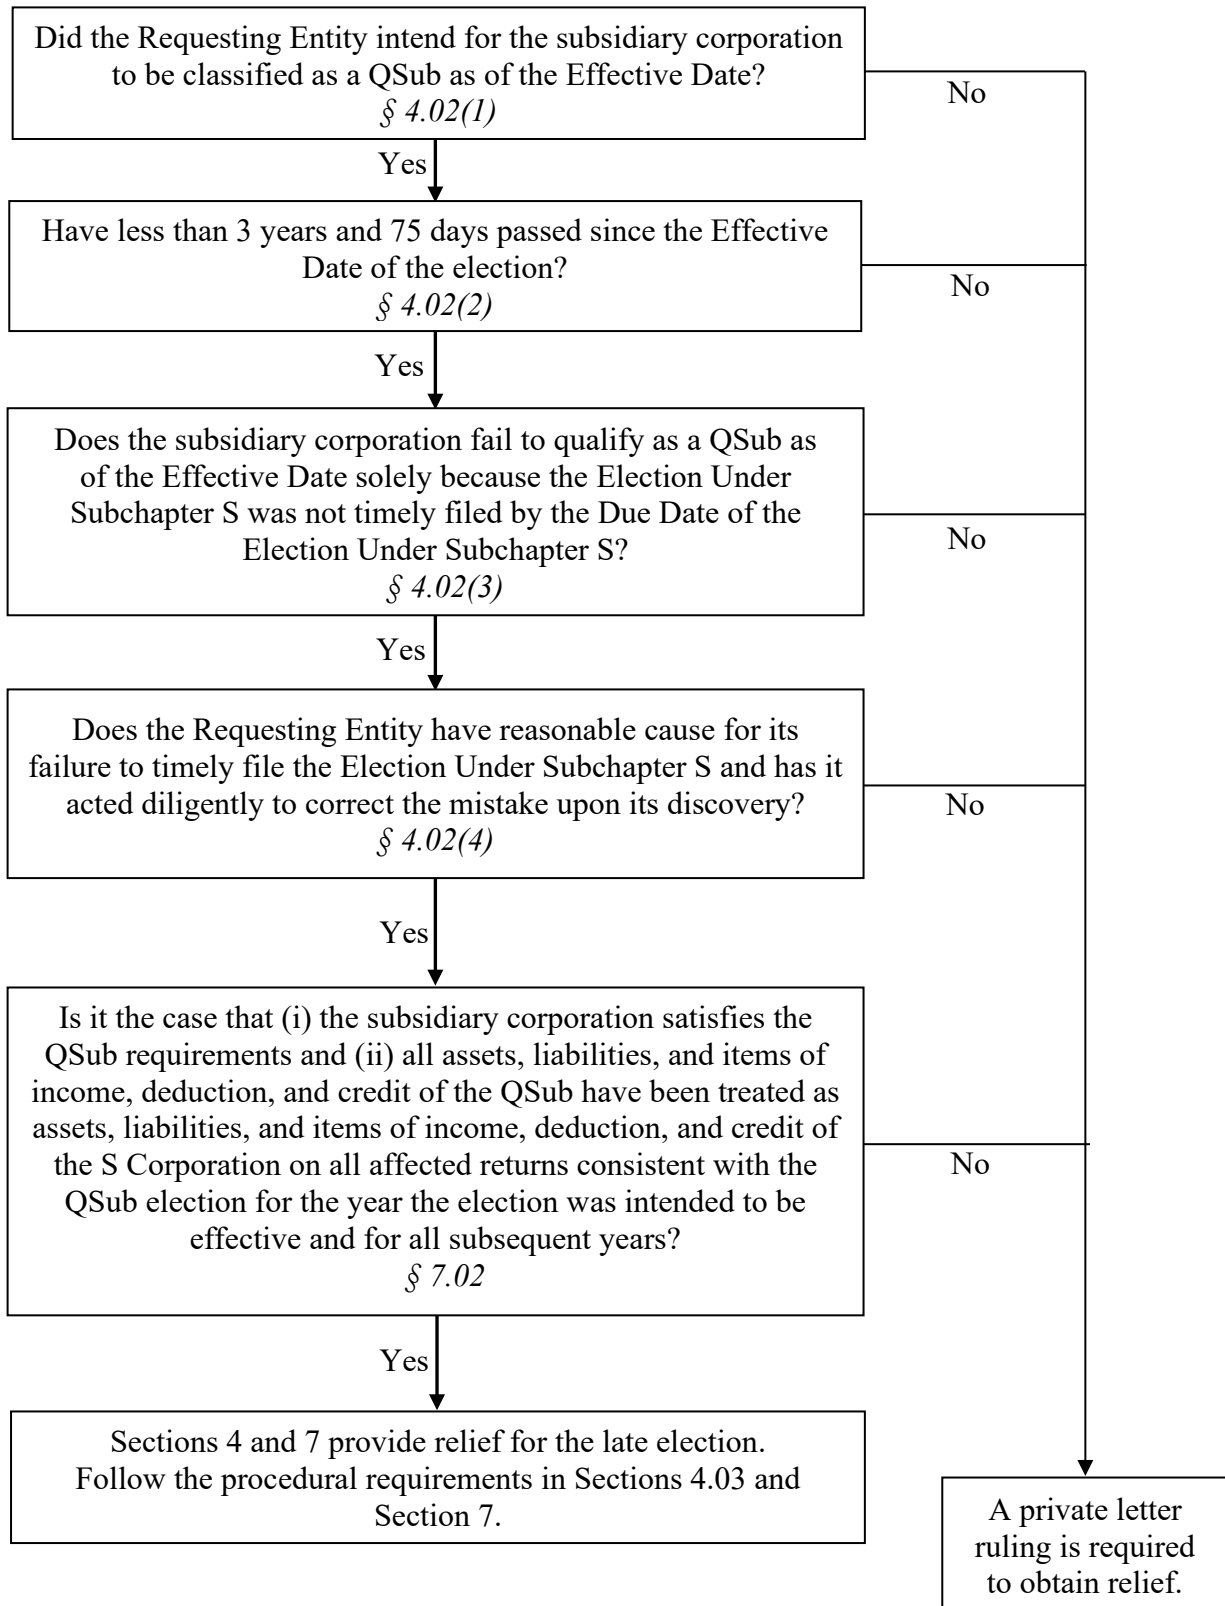 Did the Requesting Entity intend for the subsidiary corporation
to be classified as a QSub as of the Effective Date?
§ 4.02(1)
No
Yes
Have less than 3 years and 75 days passed since the Effective
Date of the election?
§ 4.02(2)
No
Yes
Does the subsidiary corporation fail to qualify as a QSub as
of the Effective Date solely because the Election Under
Subchapter S was not timely filed by the Due Date of the
Election Under Subchapter S?
§ 4.02(3)
No
Yes
Does the Requesting Entity have reasonable cause for its
failure to timely file the Election Under Subchapter S and has it
acted diligently to correct the mistake upon its discovery?
§ 4.02(4)
No
Yes
Is it the case that (i) the subsidiary corporation satisfies the
QSub requirements and (ii) all assets, liabilities, and items of
income, deduction, and credit of the QSub have been treated as
assets, liabilities, and items of income, deduction, and credit of
the S Corporation on all affected returns consistent with the
QSub election for the year the election was intended to be
effective and for all subsequent years?
§ 7.02
No
Yes
Sections 4 and 7 provide relief for the late election.
Follow the procedural requirements in Sections 4.03 and
Section 7.
A private letter
ruling is required
to obtain relief.